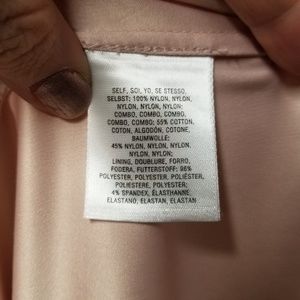 SELF, SOI, YO, SE STESSO,
SELBST: 100% NYLON, NYLON,
NYLON, NYLON, NYLON;
COMBO, COMBO, COMBO,
COMBO, COMBO: 55% COTTON,
COTON, ALGODÓN, COTONE,
BAUMWOLLE;
45% NYLON, NYLON, NYLON,
NYLON, NYLON;
LINING, DOUBLURE, FORRO,
FODERA, FUTTERSTOFF: 96%
POLYESTER, POLYESTER, POLIÉSTER,
POLIESTERE, POLYESTER;
4% SPANDEX, ÉLASTHANNE,
ELASTANO, ELASTAN, ELASTAN